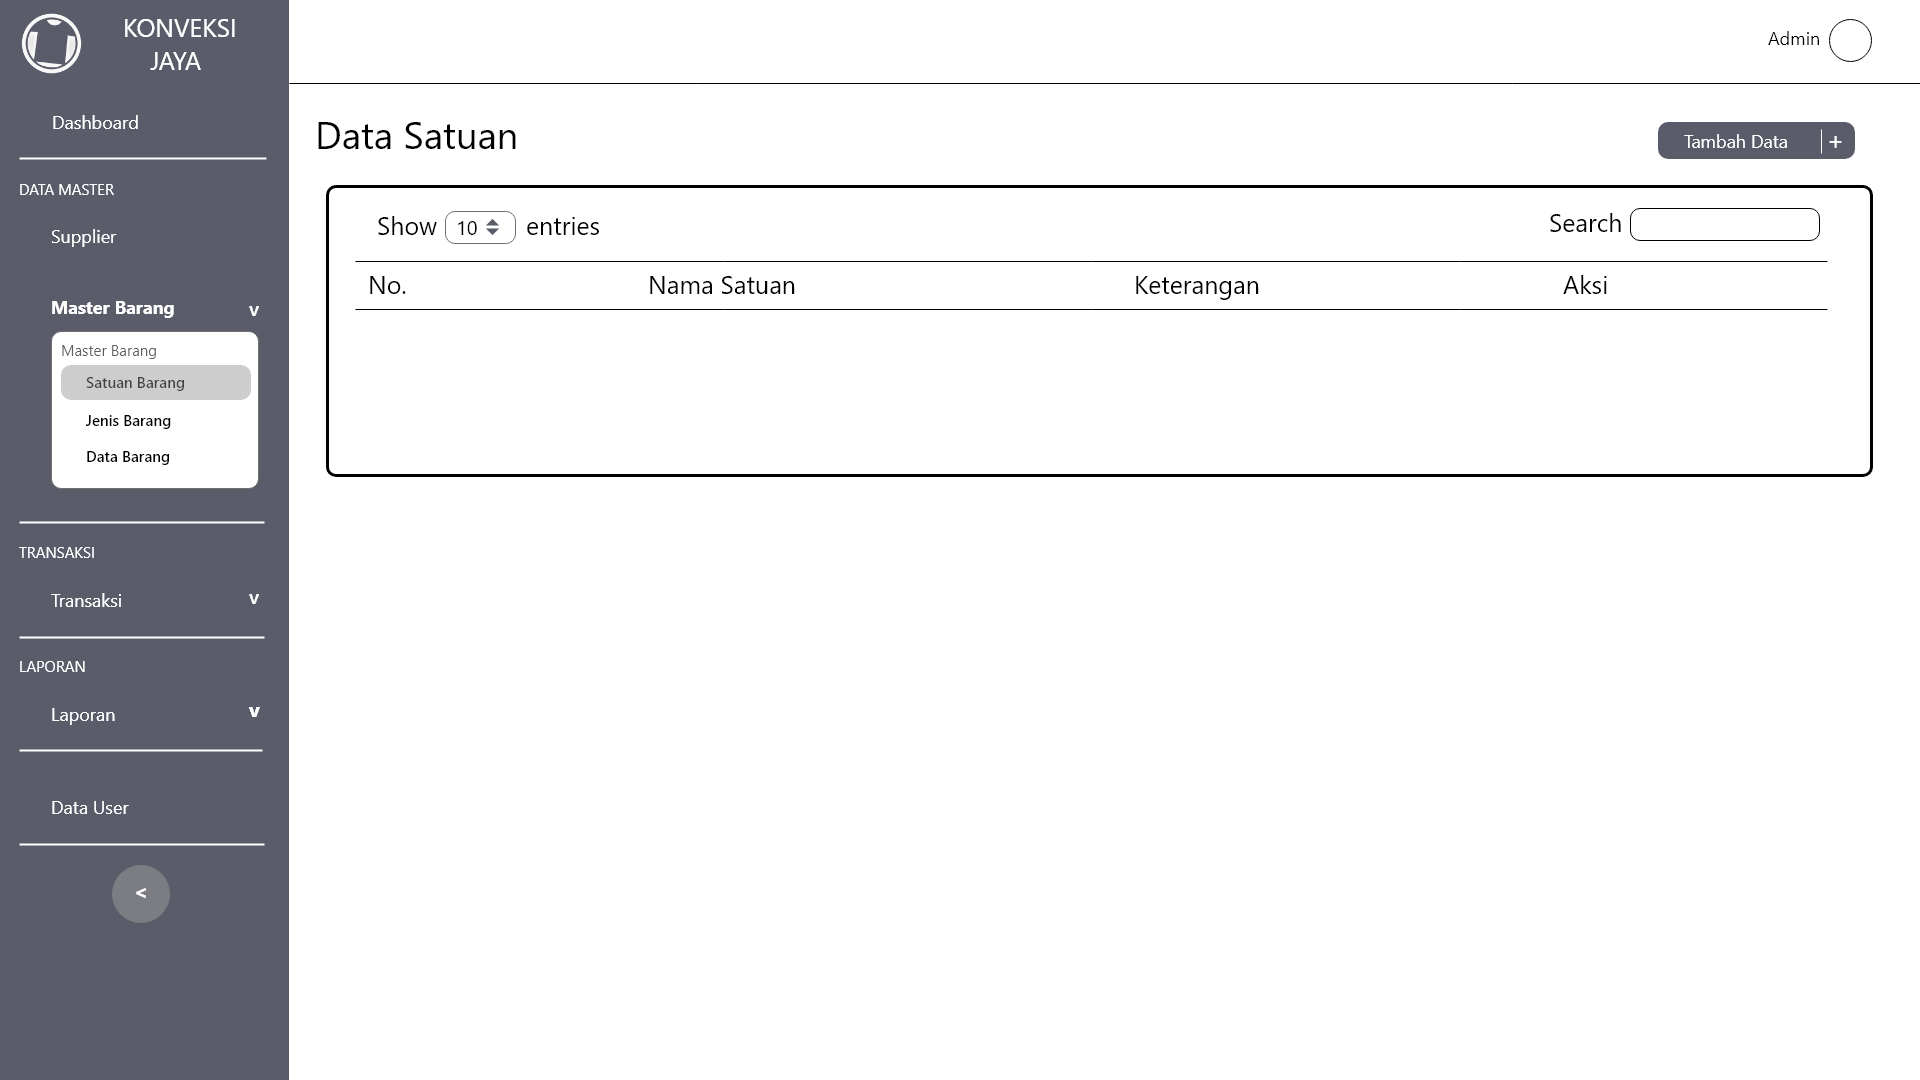 KONVEKSI
JAYA
Admin
Dashboard
DATA MASTER
Supplier
Master Barang v
Master Barang
Satuan Barang
Jenis Barang
Data Barang
TRANSAKSI
Transaksi v
LAPORAN
Laporan v
Data User
<
Data Satuan
Tambah Data +
Show 10 entries
Search
No. Nama Satuan Keterangan Aksi